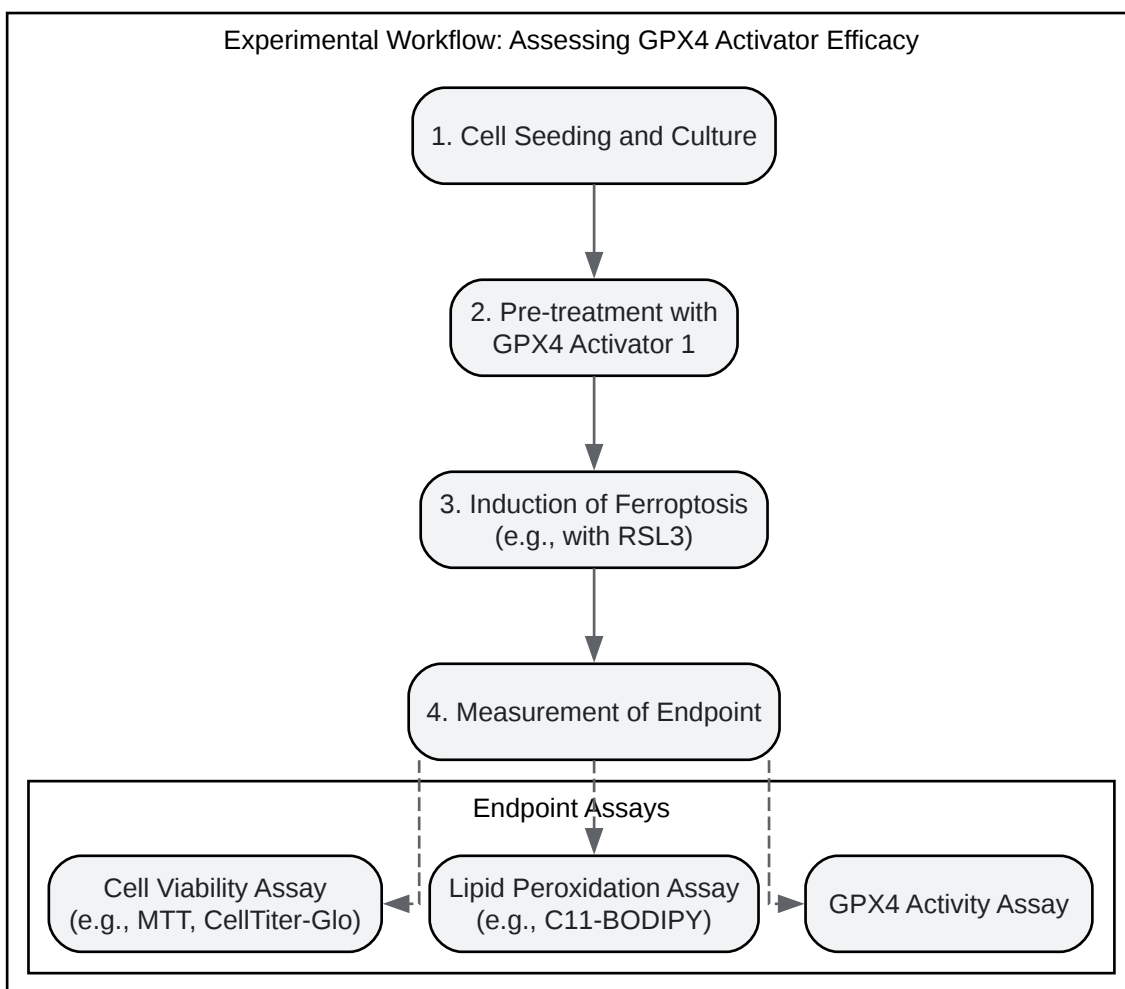 Experimental Workflow: Assessing GPX4 Activator Efficacy
1. Cell Seeding and Culture
2. Pre-treatment with
GPX4 Activator 1
3. Induction of Ferroptosis
(e.g., with RSL3)
4. Measurement of Endpoint
Endpoint Assays
Cell Viability Assay
(e.g., MTT, CellTiter-Glo)
Lipid Peroxidation Assay
(e.g., C11-BODIPY)
GPX4 Activity Assay